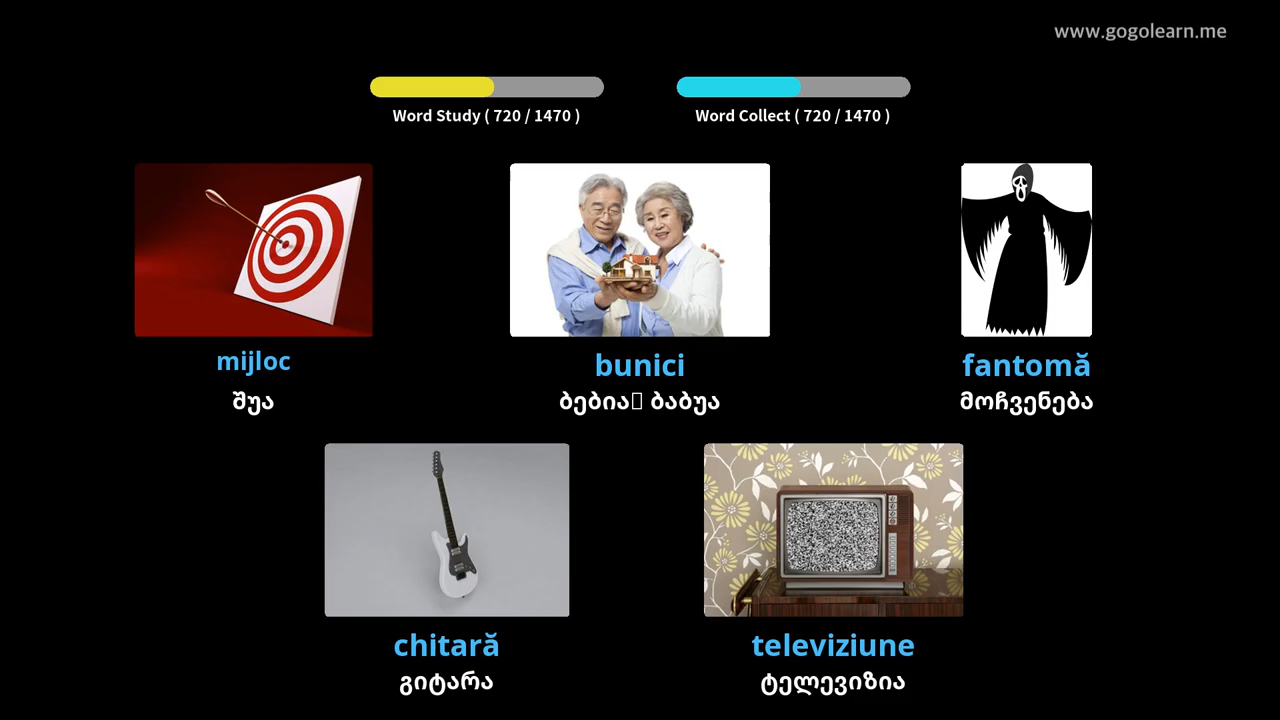 www.gogolearn.me
Word Study ( 720 / 1470 )
Word Collect ( 720 / 1470 )
mijloc
შუა
bunici
ბებია ბაბუა
fantomă
მოჩვენება
chitară
გიტარა
televiziune
ტელევიზია